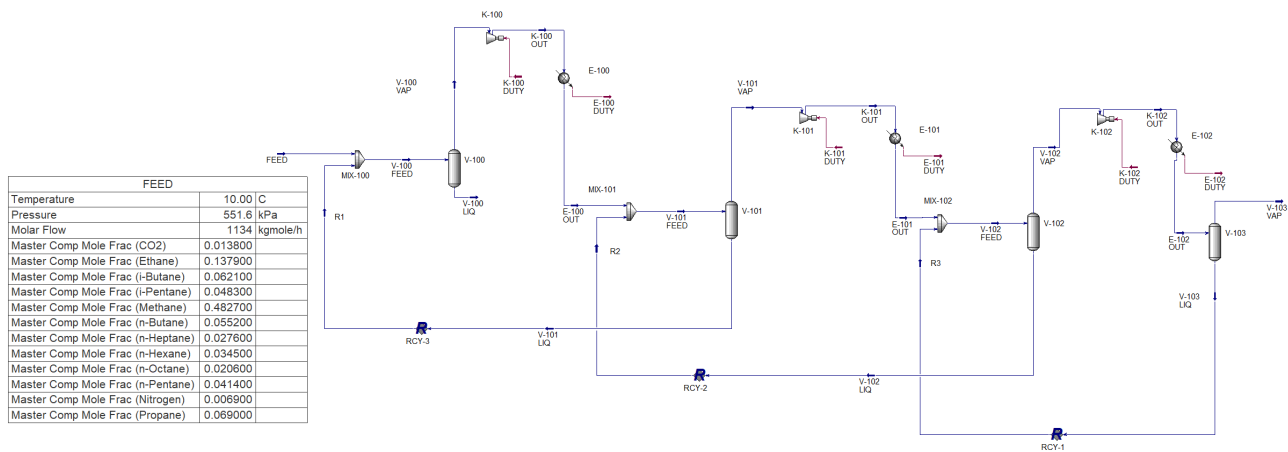 K-100
K-100
OUT
E-100
V-100
VAP
K-100
DUTY
E-100
DUTY
V-101
VAP
K-101
OUT
K-101
E-101
K-101
DUTY
E-101
DUTY
K-102
OUT
K-102
E-102
V-102
VAP
K-102
DUTY
E-102
DUTY
FEED
MIX-100
V-100
FEED
V-100
V-100
LIQ
R1
E-100
OUT
MIX-101
V-101
FEED
V-101
R2
E-101
OUT
MIX-102
V-102
FEED
V-102
R3
E-102
OUT
V-103
VAP
V-103
V-103
LIQ
R
RCY-3
V-101
LIQ
R
RCY-2
V-102
LIQ
R
RCY-1
FEED
Temperature 10.00 C
Pressure 551.6 kPa
Molar Flow 1134 kgmole/h
Master Comp Mole Frac (CO2) 0.013800
Master Comp Mole Frac (Ethane) 0.137900
Master Comp Mole Frac (i-Butane) 0.062100
Master Comp Mole Frac (i-Pentane) 0.048300
Master Comp Mole Frac (Methane) 0.482700
Master Comp Mole Frac (n-Butane) 0.055200
Master Comp Mole Frac (n-Heptane) 0.027600
Master Comp Mole Frac (n-Hexane) 0.034500
Master Comp Mole Frac (n-Octane) 0.020600
Master Comp Mole Frac (n-Pentane) 0.041400
Master Comp Mole Frac (Nitrogen) 0.006900
Master Comp Mole Frac (Propane) 0.069000